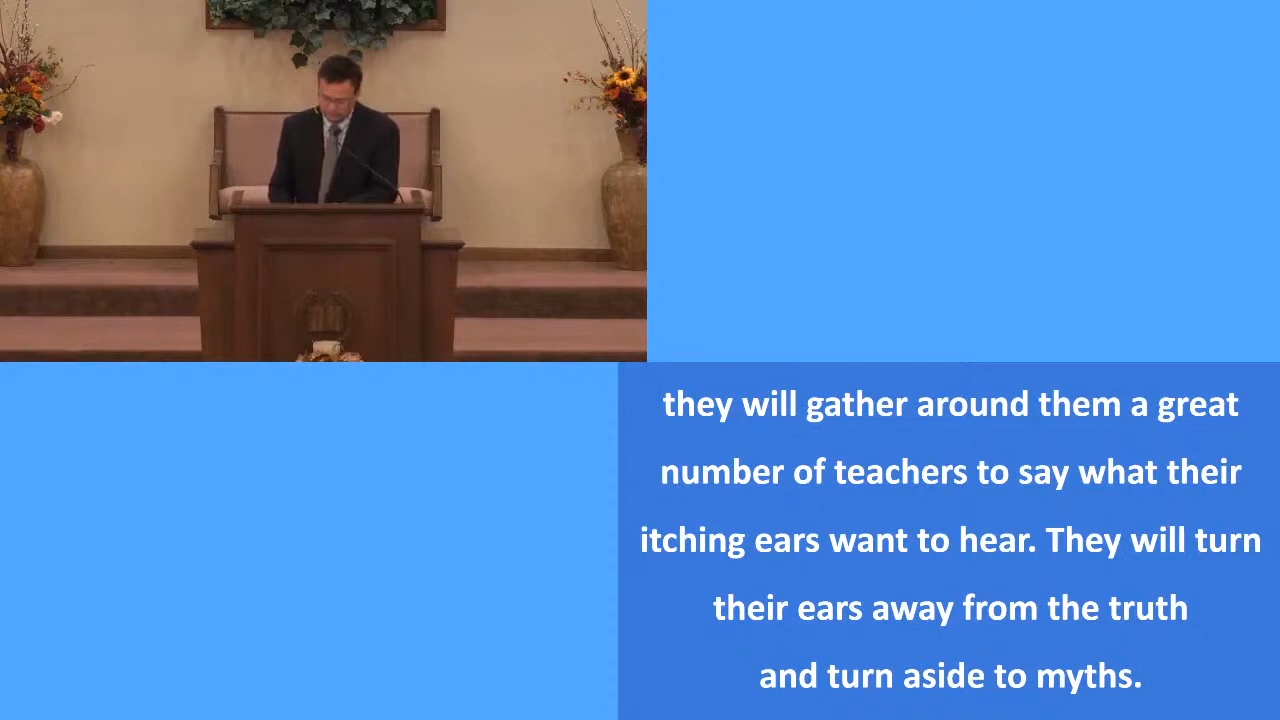 they will gather around them a great
number of teachers to say what their
itching ears want to hear. They will turn
their ears away from the truth
and turn aside to myths.